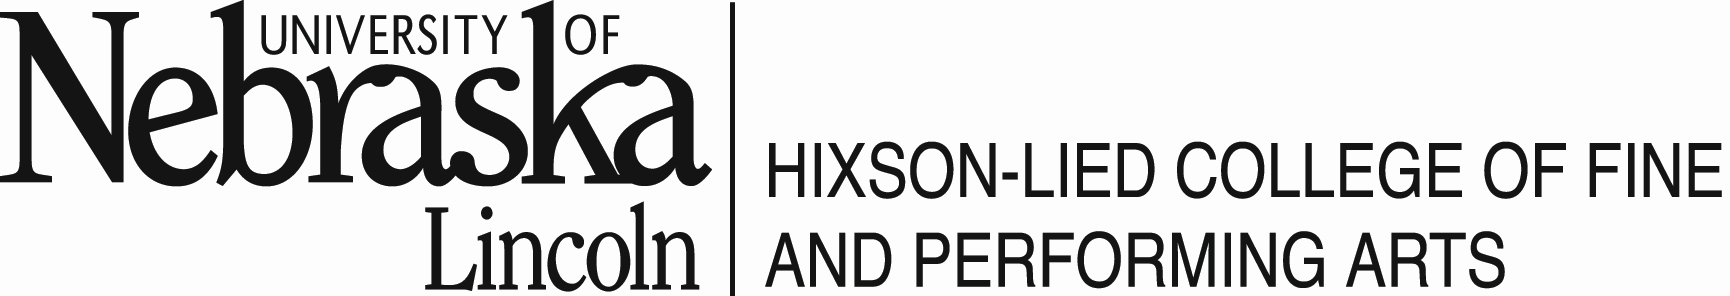 UNIVERSITY OF
Nebraska
Lincoln
HIXSON-LIED COLLEGE OF FINE
AND PERFORMING ARTS